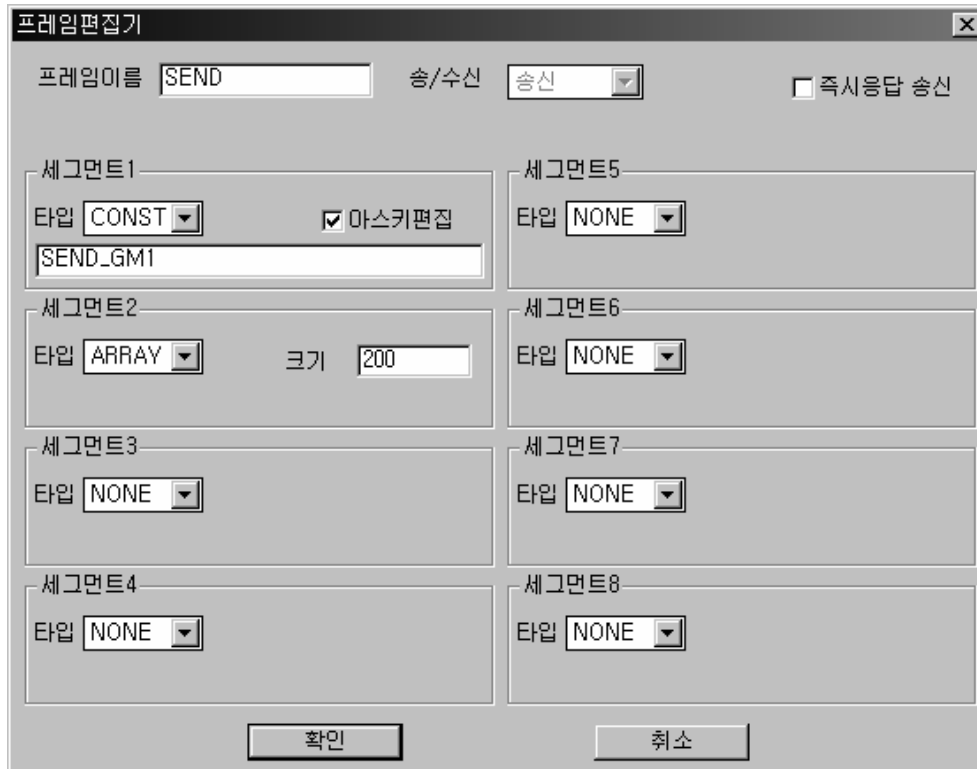 프레임편집기
프레임이름 SEND 송/수신 송신 즉시응답 송신
세그먼트1
타입 CONST 아스키편집
SEND_GM1
세그먼트5
타입 NONE
세그먼트2
타입 ARRAY 크기 200
세그먼트6
타입 NONE
세그먼트3
타입 NONE
세그먼트7
타입 NONE
세그먼트4
타입 NONE
세그먼트8
타입 NONE
확인 취소